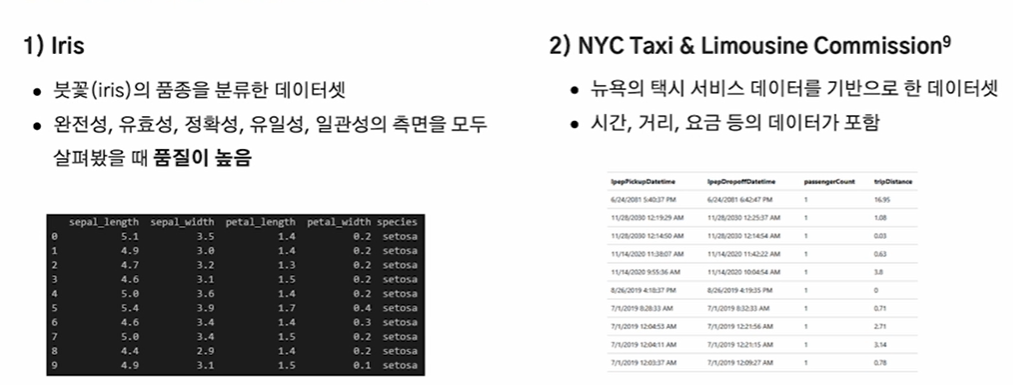 1) Iris
• 붓꽃(iris)의 품종을 분류한 데이터셋
• 완전성, 유효성, 정확성, 유일성, 일관성의 측면을 모두
살펴봤을 때 품질이 높음
sepal_length sepal_width petal_length petal_width species
0 5.1 3.5 1.4 0.2 setosa
1 4.9 3.0 1.4 0.2 setosa
2 4.7 3.2 1.3 0.2 setosa
3 4.6 3.1 1.5 0.2 setosa
4 5.0 3.6 1.4 0.2 setosa
5 5.4 3.9 1.7 0.4 setosa
6 4.6 3.4 1.4 0.3 setosa
7 5.0 3.4 1.5 0.2 setosa
8 4.4 2.9 1.4 0.2 setosa
9 4.9 3.1 1.5 0.1 setosa
2) NYC Taxi & Limousine Commission⁹
• 뉴욕의 택시 서비스 데이터를 기반으로 한 데이터셋
• 시간, 거리, 요금 등의 데이터가 포함
lpepPickupDatetime lpepDropoffDatetime passengerCount tripDistance
6/24/2081 5:40:37 PM 6/24/2081 6:42:47 PM 1 16.95
11/28/2030 12:19:29 AM 11/28/2030 12:25:37 AM 1 1.08
11/28/2030 12:14:50 AM 11/28/2030 12:14:54 AM 1 0.03
11/14/2020 11:38:07 AM 11/14/2020 11:42:22 AM 1 0.63
11/14/2020 9:55:36 AM 11/14/2020 10:04:54 AM 1 3.8
8/26/2019 4:18:37 PM 8/26/2019 4:19:35 PM 1 0
7/1/2019 8:28:33 AM 7/1/2019 8:32:33 AM 1 0.71
7/1/2019 12:04:53 AM 7/1/2019 12:21:56 AM 1 2.71
7/1/2019 12:04:11 AM 7/1/2019 12:21:15 AM 1 3.14
7/1/2019 12:03:37 AM 7/1/2019 12:09:27 AM 1 0.78